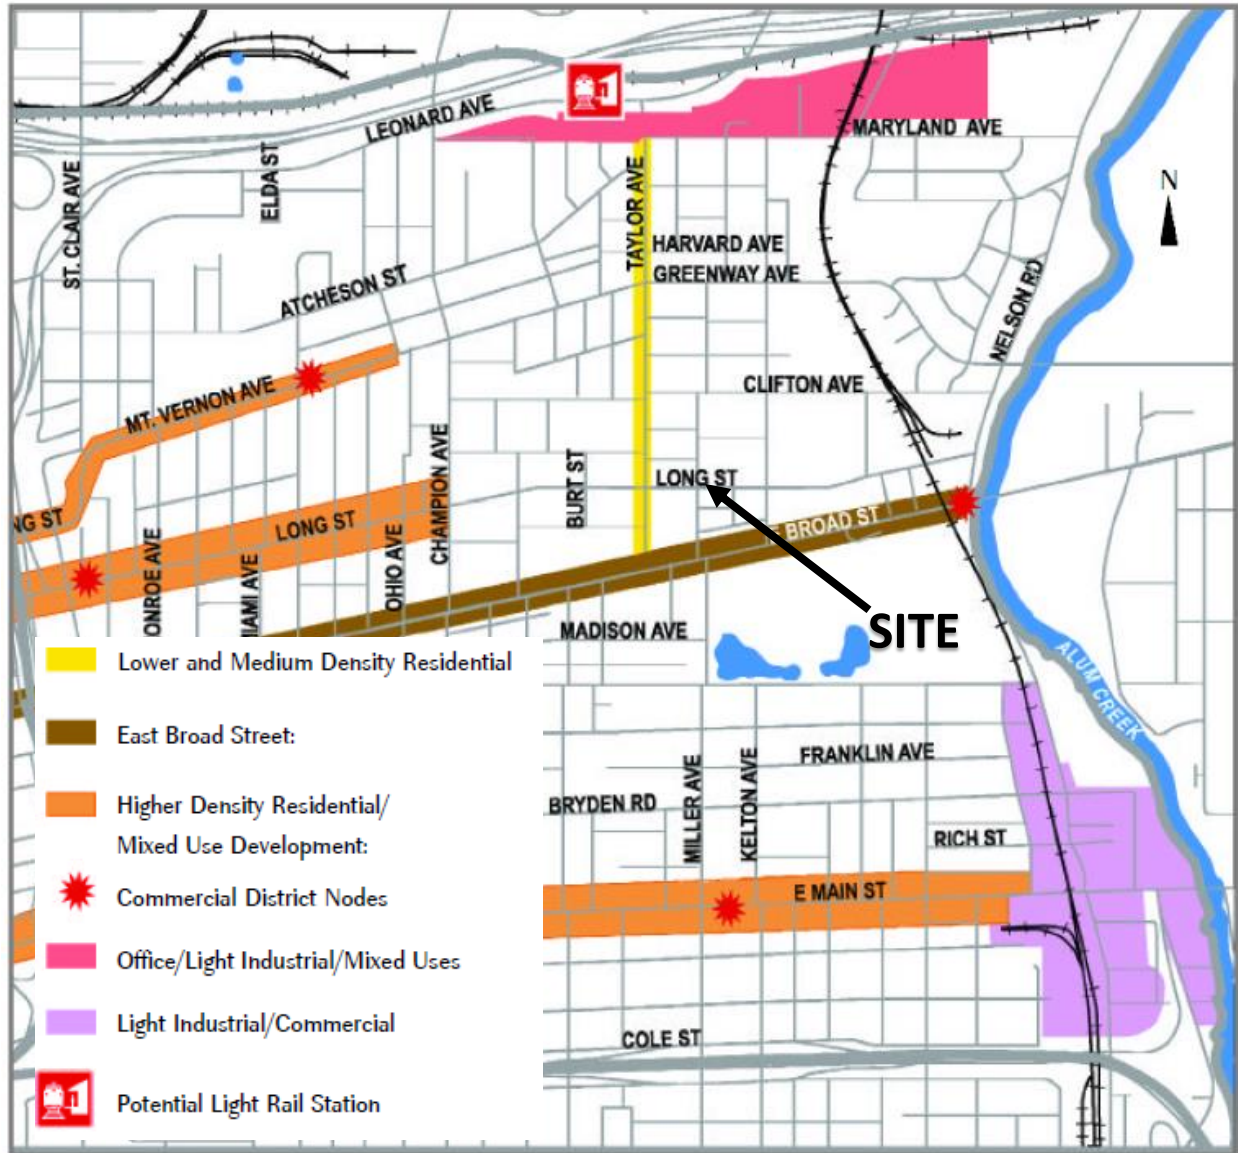 LEONARD AVE
MARYLAND AVE
ST. CLAIR AVE
ELDA ST
TAYLOR AVE
N
HARVARD AVE
GREENWAY AVE
ATCHESON ST
NELSON RD
MT. VERNON AVE
CLIFTON AVE
CHAMPION AVE
BURT ST
LONG ST
NG ST
LONG ST
E BROAD ST
ONROE AVE
IAMI AVE
OHIO AVE
MADISON AVE
SITE
ALUM CREEK
Lower and Medium Density Residential
East Broad Street:
Higher Density Residential/
Mixed Use Development:
Commercial District Nodes
Office/Light Industrial/Mixed Uses
Light Industrial/Commercial
Potential Light Rail Station
FRANKLIN AVE
MILLER AVE
KELTON AVE
BRYDEN RD
RICH ST
E MAIN ST
COLE ST